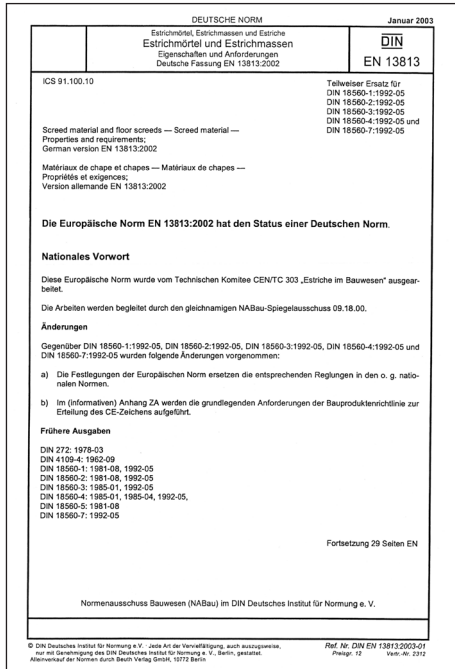 DEUTSCHE NORM
Januar 2003
Estrichmörtel, Estrichmassen und Estriche
Estrichmörtel und Estrichmassen
Eigenschaften und Anforderungen
Deutsche Fassung EN 13813:2002
DIN
EN 13813
ICS 91.100.10
Teilweiser Ersatz für
DIN 18560-1:1992-05
DIN 18560-2:1992-05
DIN 18560-3:1992-05
DIN 18560-4:1992-05 und
DIN 18560-7:1992-05
Screed material and floor screeds — Screed material —
Properties and requirements;
German version EN 13813:2002
Matériaux de chape et chapes — Matériaux de chapes —
Propriétés et exigences;
Version allemande EN 13813:2002
Die Europäische Norm EN 13813:2002 hat den Status einer Deutschen Norm.
Nationales Vorwort
Diese Europäische Norm wurde vom Technischen Komitee CEN/TC 303 „Estriche im Bauwesen“ ausgear-
beitet.
Die Arbeiten werden begleitet durch den gleichnamigen NABau-Spiegelausschuss 09.18.00.
Änderungen
Gegenüber DIN 18560-1:1992-05, DIN 18560-2:1992-05, DIN 18560-3:1992-05, DIN 18560-4:1992-05 und
DIN 18560-7:1992-05 wurden folgende Änderungen vorgenommen:
a) Die Festlegungen der Europäischen Norm ersetzen die entsprechenden Reglungen in den o. g. natio-
nalen Normen.
b) Im (informativen) Anhang ZA werden die grundlegenden Anforderungen der Bauproduktenrichtlinie zur
Erteilung des CE-Zeichens aufgeführt.
Frühere Ausgaben
DIN 272: 1978-03
DIN 4109-4: 1962-09
DIN 18560-1: 1981-08, 1992-05
DIN 18560-2: 1981-08, 1992-05
DIN 18560-3: 1985-01, 1992-05
DIN 18560-4: 1985-01, 1985-04, 1992-05,
DIN 18560-5: 1981-08
DIN 18560-7: 1992-05
Fortsetzung 29 Seiten EN
Normenausschuss Bauwesen (NABau) im DIN Deutsches Institut für Normung e. V.
© DIN Deutsches Institut für Normung e.V. · Jede Art der Vervielfältigung, auch auszugsweise,
nur mit Genehmigung des DIN Deutsches Institut für Normung e. V., Berlin, gestattet.
Alleinverkauf der Normen durch Beuth Verlag GmbH, 10772 Berlin
Ref. Nr. DIN EN 13813:2003-01
Preisgr. 12 Vertr.-Nr. 2312